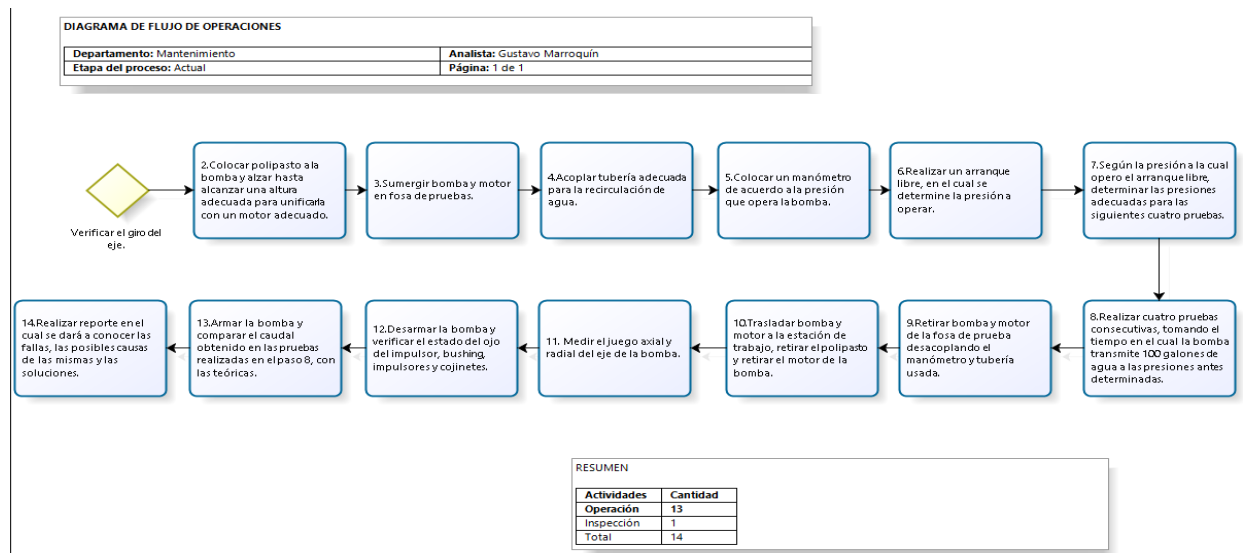 DIAGRAMA DE FLUJO DE OPERACIONES
Departamento: Mantenimiento
Analista: Gustavo Marroquín
Etapa del proceso: Actual
Página: 1 de 1
Verificar el giro del
eje.
2.Colocar polipasto a la
bomba y alzar hasta
alcanzar una altura
adecuada para unificarla
con un motor adecuado.
3.Sumergir bomba y motor
en fosa de pruebas.
4.Acoplar tubería adecuada
para la recirculación de
agua.
5.Colocar un manómetro
de acuerdo a la presión
que opera la bomba.
6.Realizar un arranque
libre, en el cual se
determine la presión a
operar.
7.Según la presión a la cual
opero el arranque libre,
determinar las presiones
adecuadas para las
siguientes cuatro pruebas.
8.Realizar cuatro pruebas
consecutivas, tomando el
tiempo en el cual la bomba
transmite 100 galones de
agua a las presiones antes
determinadas.
9.Retirar bomba y motor
de la fosa de prueba
desacoplando el
manómetro y tubería
usada.
10.Trasladar bomba y
motor a la estación de
trabajo, retirar el polipasto
y retirar el motor de la
bomba.
11. Medir el juego axial y
radial del eje de la bomba.
12.Desarmar la bomba y
verificar el estado del ojo
del impulsor, bushing,
impulsores y cojinetes.
13.Armar la bomba y
comparar el caudal
obtenido en las pruebas
realizadas en el paso 8, con
las teóricas.
14.Realizar reporte en el
cual se dará a conocer las
fallas, las posibles causas
de las mismas y las
soluciones.
RESUMEN
Actividades Cantidad
Operación 13
Inspección 1
Total 14